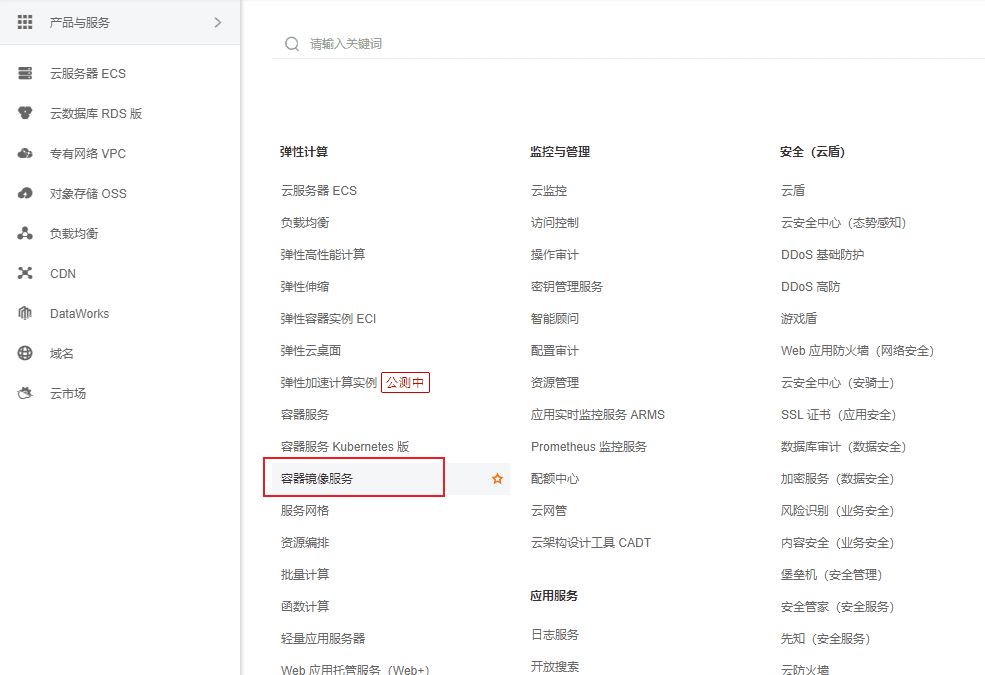 产品与服务
云服务器 ECS
云数据库 RDS 版
专有网络 VPC
对象存储 OSS
负载均衡
CDN
DataWorks
域名
云市场
请输入关键词
弹性计算
云服务器 ECS
负载均衡
弹性高性能计算
弹性伸缩
弹性容器实例 ECI
弹性云桌面
弹性加速计算实例 公测中
容器服务
容器服务 Kubernetes 版
容器镜像服务
服务网格
资源编排
批量计算
函数计算
轻量应用服务器
Web 应用托管服务（Web+）
监控与管理
云监控
访问控制
操作审计
密钥管理服务
智能顾问
配置审计
资源管理
应用实时监控服务 ARMS
Prometheus 监控服务
配额中心
云网管
云架构设计工具 CADT
应用服务
日志服务
开放搜索
安全（云盾）
云盾
云安全中心（态势感知）
DDoS 基础防护
DDoS 高防
游戏盾
Web 应用防火墙（网络安全）
云安全中心（安骑士）
SSL 证书（应用安全）
数据库审计（数据安全）
加密服务（数据安全）
风险识别（业务安全）
内容安全（业务安全）
堡垒机（安全管理）
安全管家（安全服务）
先知（安全服务）
云防火墙